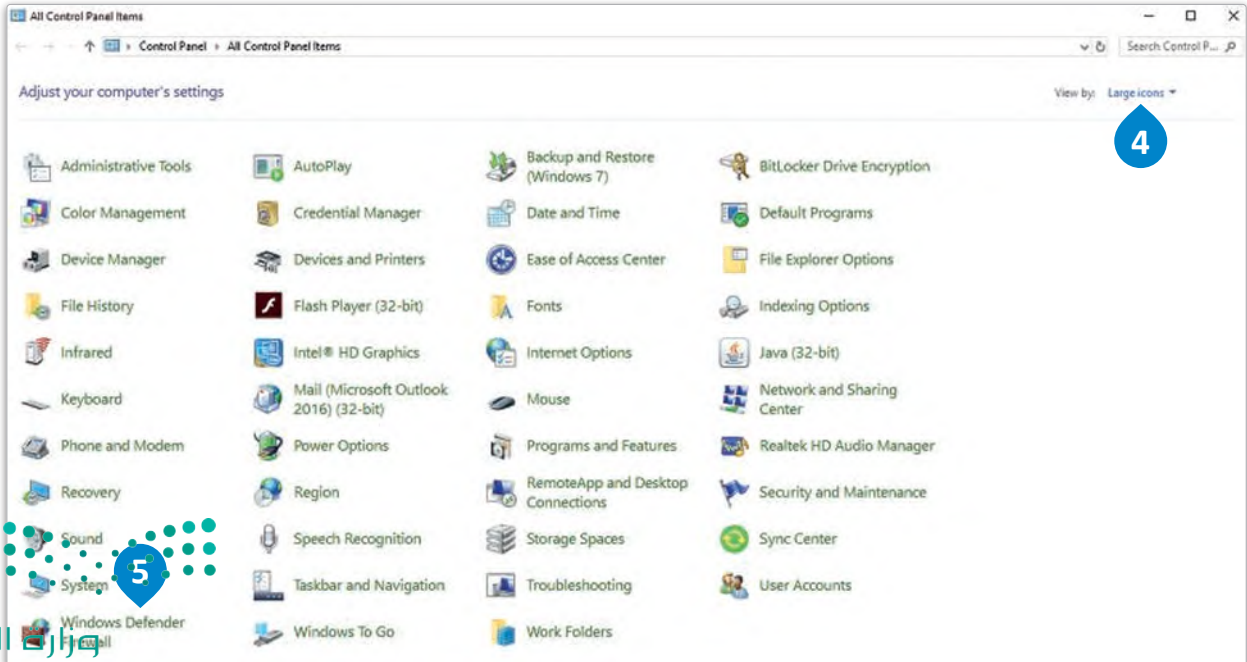 All Control Panel Items
Control Panel › All Control Panel Items
Search Control P...
Adjust your computer's settings
View by: Large icons
4
Administrative Tools
AutoPlay
Backup and Restore
(Windows 7)
BitLocker Drive Encryption
Color Management
Credential Manager
Date and Time
Default Programs
Device Manager
Devices and Printers
Ease of Access Center
File Explorer Options
File History
Flash Player (32-bit)
Fonts
Indexing Options
Infrared
Intel® HD Graphics
Internet Options
Java (32-bit)
Keyboard
Mail (Microsoft Outlook
2016) (32-bit)
Mouse
Network and Sharing
Center
Phone and Modem
Power Options
Programs and Features
Realtek HD Audio Manager
Recovery
Region
RemoteApp and Desktop
Connections
Security and Maintenance
Sound
Speech Recognition
Storage Spaces
Sync Center
System
5
Taskbar and Navigation
Troubleshooting
User Accounts
Windows Defender
Firewall
Windows To Go
Work Folders
وزارة